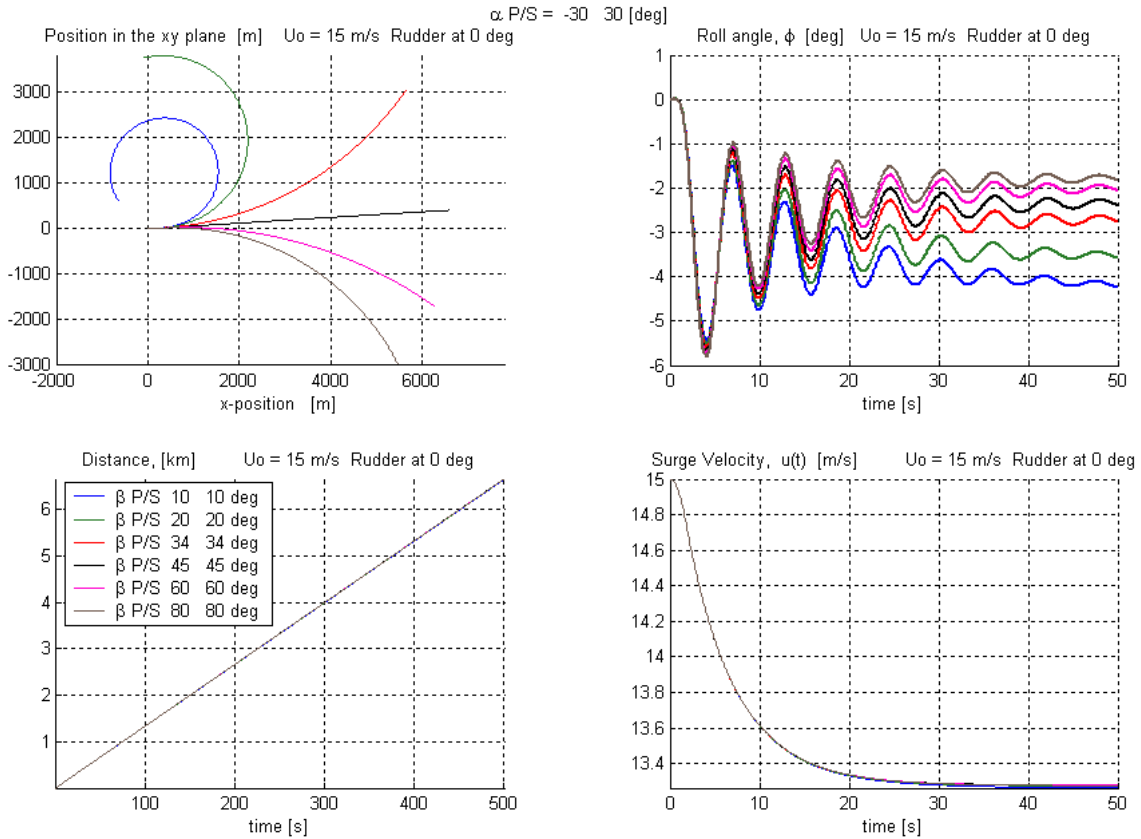 α P/S = -30 30 [deg]
Position in the xy plane [m] Uo = 15 m/s Rudder at 0 deg
3000
2000
1000
0
-1000
-2000
-3000
-2000 0 2000 4000 6000
x-position [m]
Roll angle, ϕ [deg] Uo = 15 m/s Rudder at 0 deg
1
0
-1
-2
-3
-4
-5
-6
0 10 20 30 40 50
time [s]
Distance, [km] Uo = 15 m/s Rudder at 0 deg
6
5
4
3
2
1
β P/S 10 10 deg
β P/S 20 20 deg
β P/S 34 34 deg
β P/S 45 45 deg
β P/S 60 60 deg
β P/S 80 80 deg
100 200 300 400 500
time [s]
Surge Velocity, u(t) [m/s] Uo = 15 m/s Rudder at 0 deg
15
14.8
14.6
14.4
14.2
14
13.8
13.6
13.4
0 10 20 30 40 50
time [s]